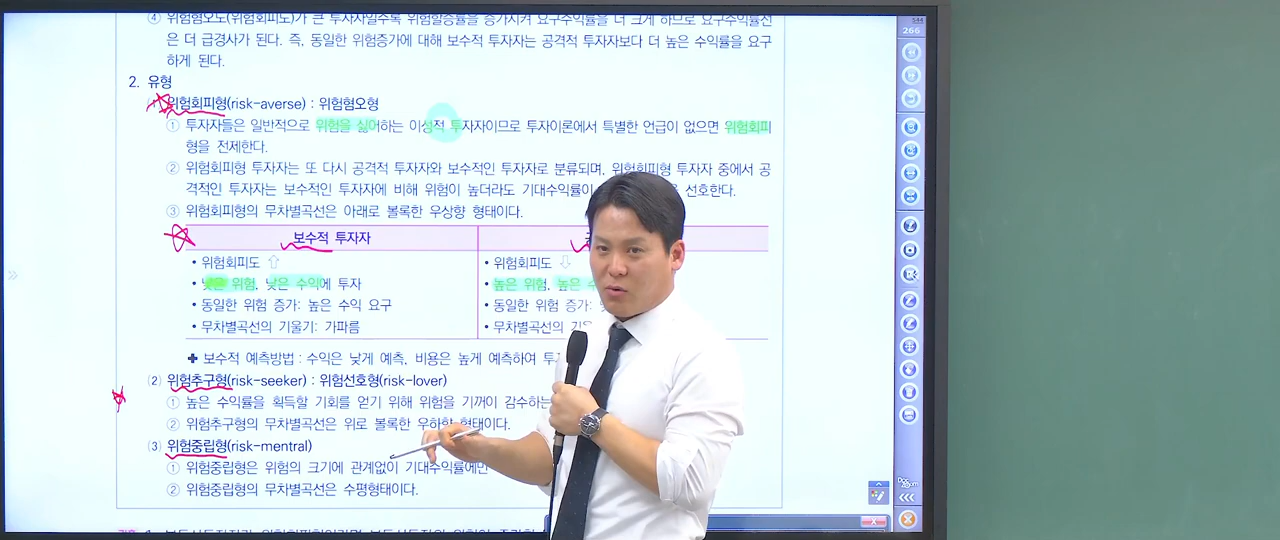 ④ 위험혐오도(위험회피도)가 큰 투자자일수록 위험할증률을 증가시켜 요구수익률을 더 크게 하므로 요구수익률선
은 더 급경사가 된다. 즉, 동일한 위험증가에 대해 보수적 투자자는 공격적 투자자보다 더 높은 수익률을 요구
하게 된다.
2. 유형
위험회피형(risk-averse) : 위험혐오형
① 투자자들은 일반적으로 위험을 싫어하는 이성적 투자자이므로 투자이론에서 특별한 언급이 없으면 위험회피
형을 전제한다.
② 위험회피형 투자자는 또 다시 공격적 투자자와 보수적인 투자자로 분류되며, 위험회피형 투자자 중에서 공
격적인 투자자는 보수적인 투자자에 비해 위험이 높더라도 기대수익률이 선호한다.
③ 위험회피형의 무차별곡선은 아래로 볼록한 우상향 형태이다.
보수적 투자자
• 위험회피도 ⇧
• 낮은 위험, 낮은 수익에 투자
• 동일한 위험 증가: 높은 수익 요구
• 무차별곡선의 기울기: 가파름
• 위험회피도 ⇩
• 높은 위험, 높은
• 동일한 위험 증가:
• 무차별곡선의
✚ 보수적 예측방법 : 수익은 낮게 예측, 비용은 높게 예측하여
(2) 위험추구형(risk-seeker) : 위험선호형(risk-lover)
① 높은 수익률을 획득할 기회를 얻기 위해 위험을 기꺼이 감수하는
② 위험추구형의 무차별곡선은 위로 볼록한 우하향 형태이다.
(3) 위험중립형(risk-mentral)
① 위험중립형은 위험의 크기에 관계없이 기대수익률에만
② 위험중립형의 무차별곡선은 수평형태이다.
544
266